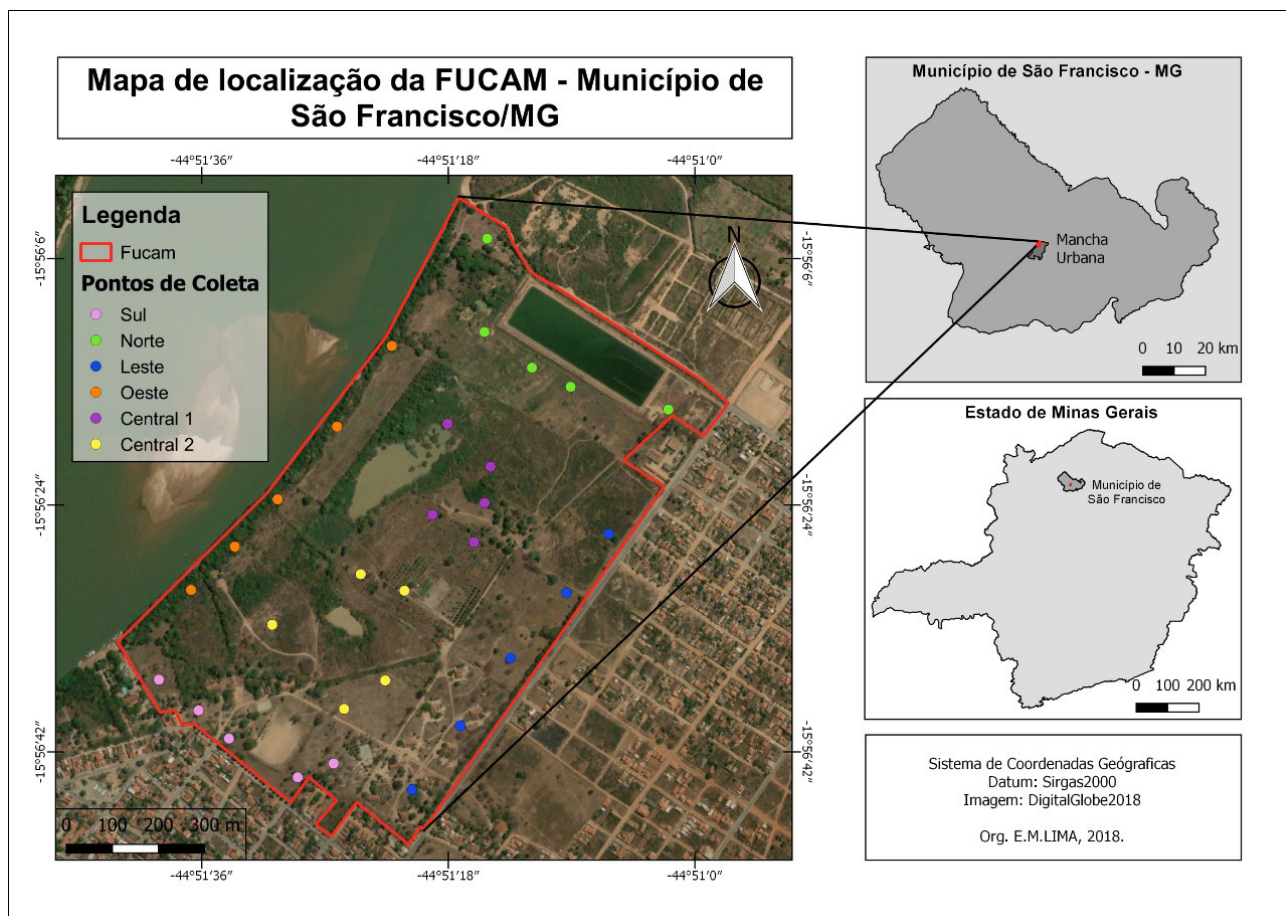 Mapa de localização da FUCAM - Município de
São Francisco/MG
-44°51'36" -44°51'18" -44°51'0"
Legenda
Fucam
Pontos de Coleta
Sul
Norte
Leste
Oeste
Central 1
Central 2
N
-15°56'6" -15°56'6"
-15°56'24" -15°56'24"
-15°56'42" -15°56'42"
0 100 200 300 m
-44°51'36" -44°51'18" -44°51'0"
Município de São Francisco - MG
Mancha
Urbana
0 10 20 km
Estado de Minas Gerais
Município de
São Francisco
0 100 200 km
Sistema de Coordenadas Geógraficas
Datum: Sirgas2000
Imagem: DigitalGlobe2018
Org. E.M.LIMA, 2018.